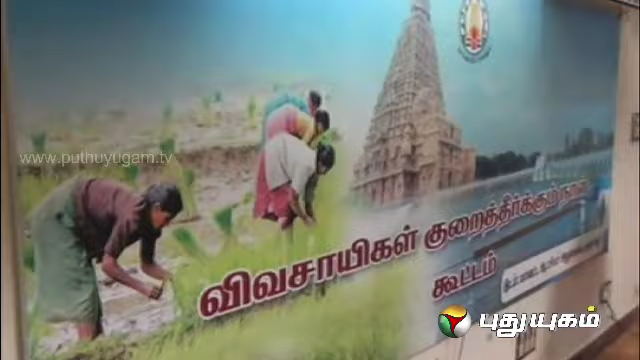 www.puthuyugam.tv
விவசாயிகள் குறைத்தீர்க்கும் நாள்
கூட்டம்
புதுயுகம்